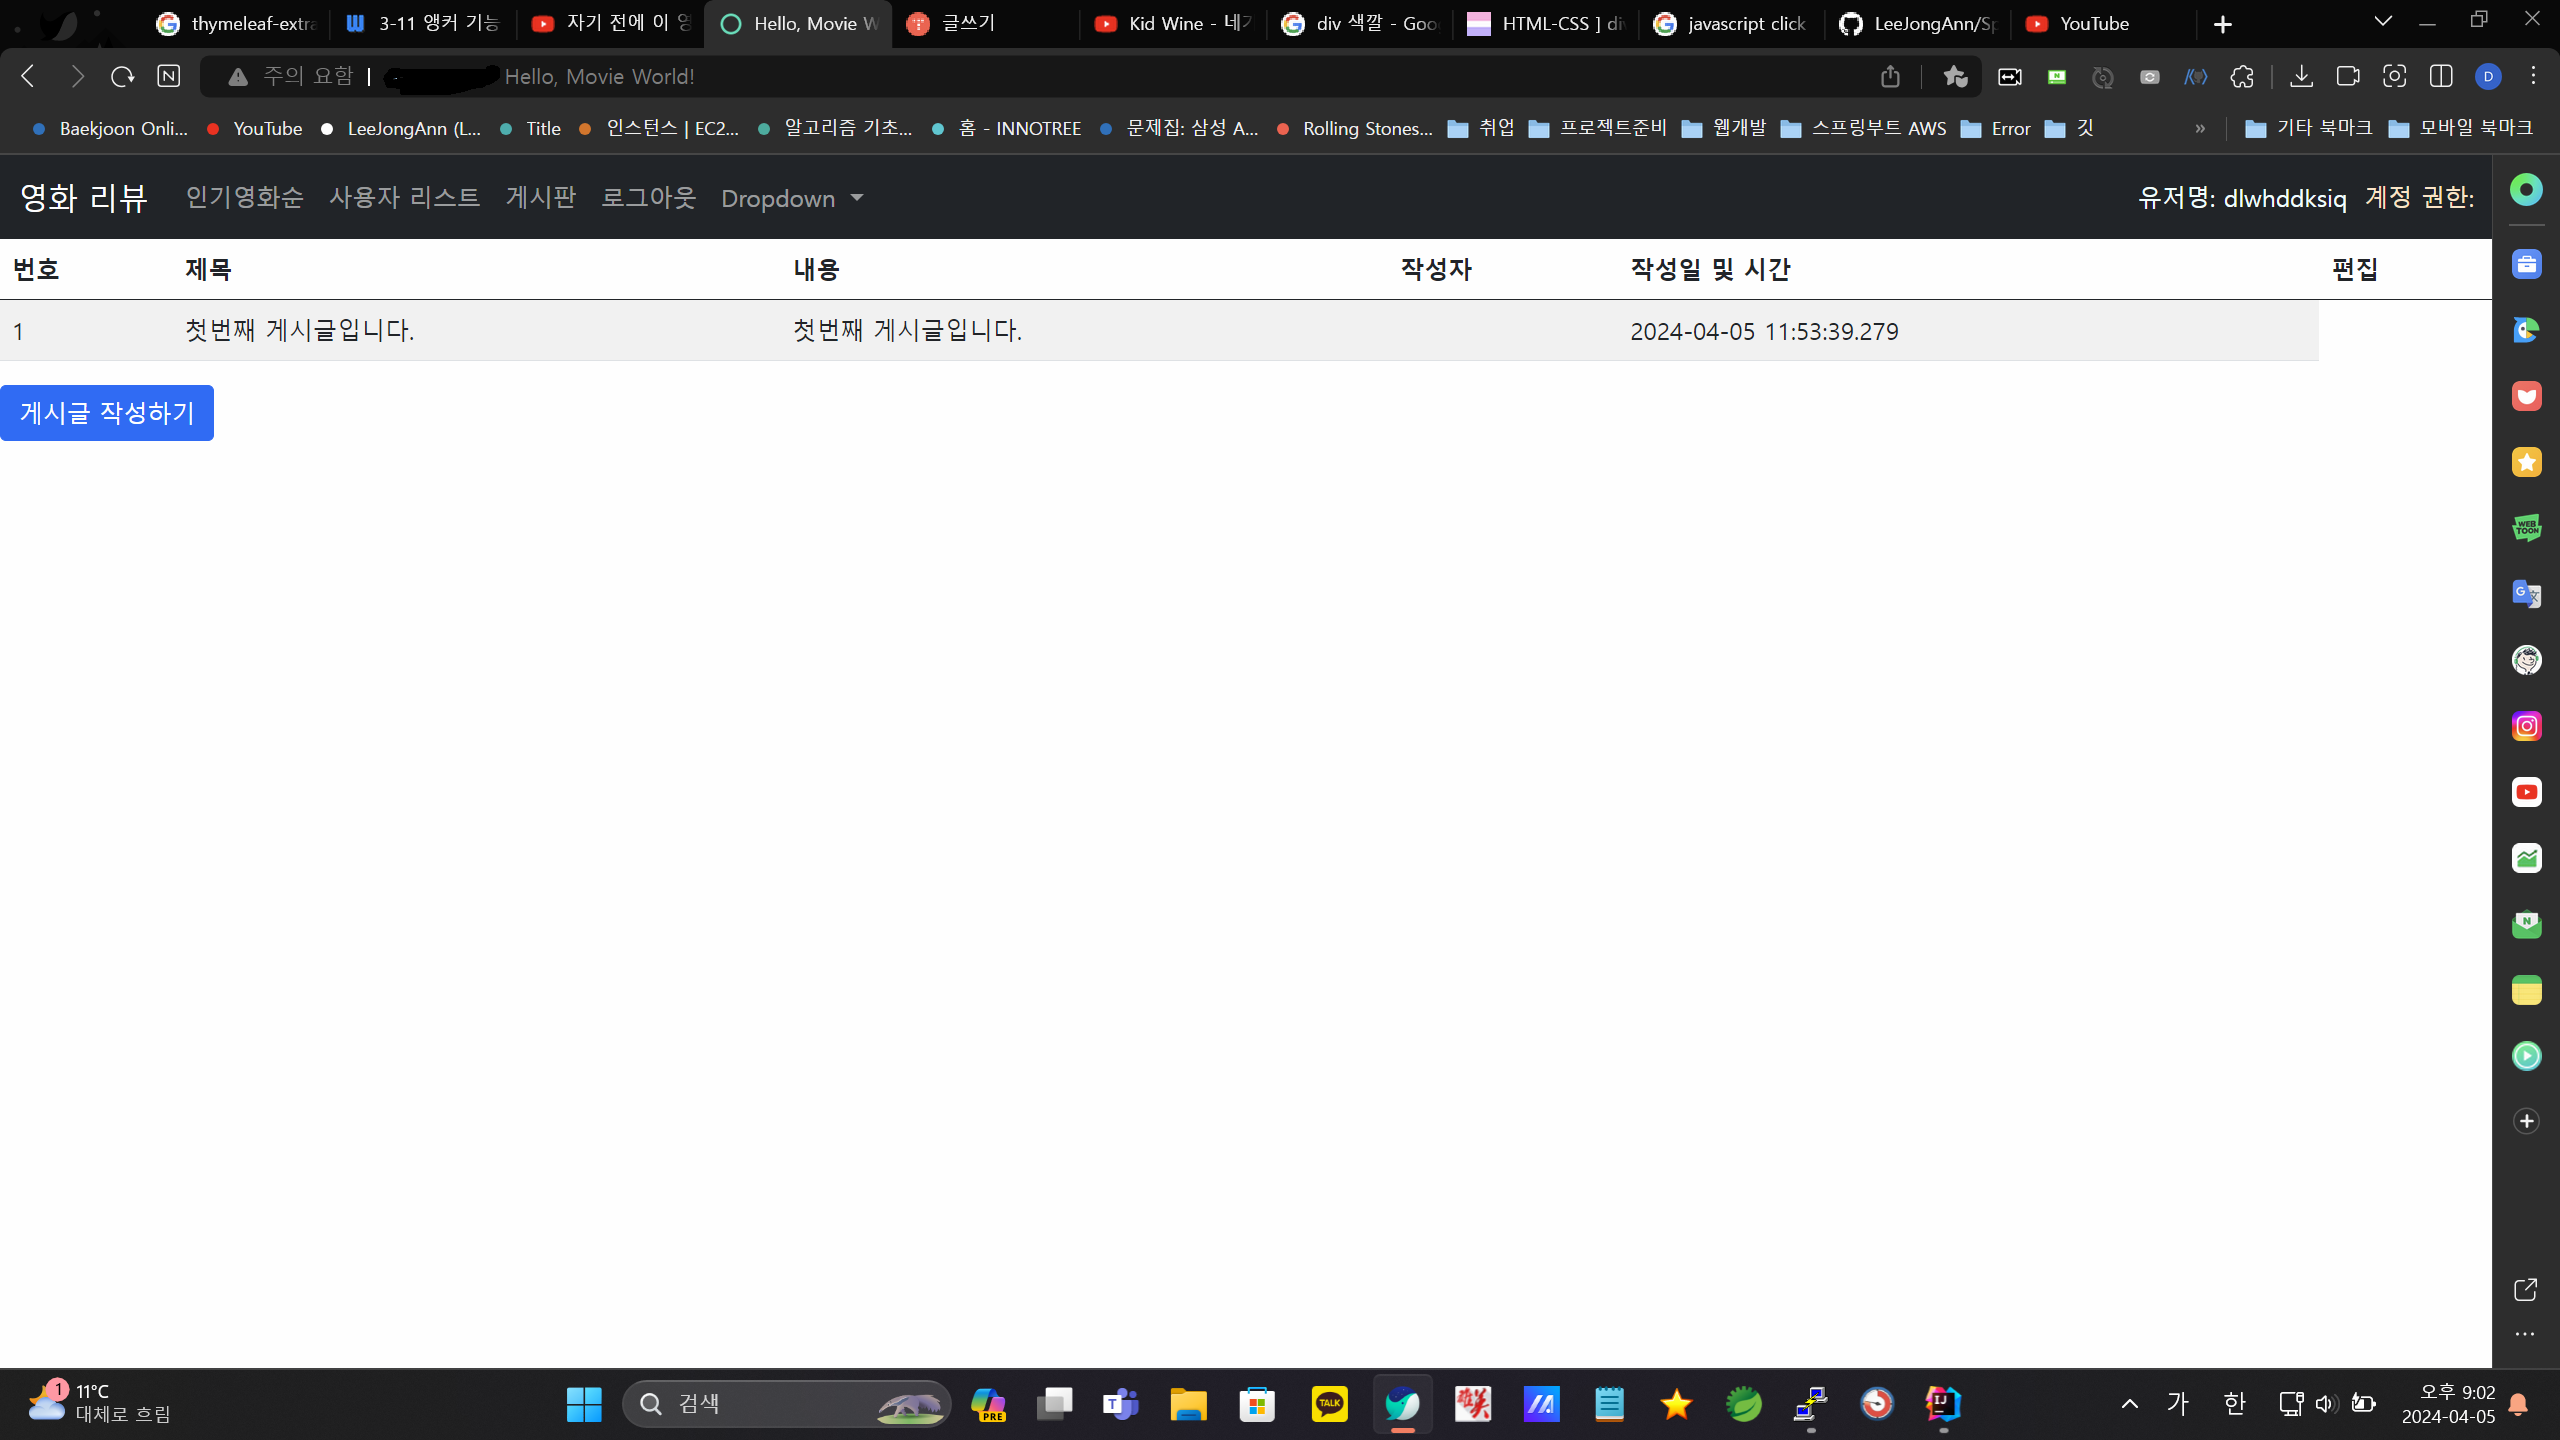 thymeleaf-extra
3-11 앵커 기능
자기 전에 이 영
Hello, Movie W
글쓰기
Kid Wine - 네가
div 색깔 - Goo
HTML-CSS ] di
javascript click
LeeJongAnn/Sp
YouTube
주의 요함 | Hello, Movie World!
Baekjoon Onli...
YouTube
LeeJongAnn (L...
Title
인스턴스 | EC2...
알고리즘 기초...
홈 - INNOTREE
문제집: 삼성 A...
Rolling Stones...
취업
프로젝트준비
웹개발
스프링부트 AWS
Error
깃
»
기타 북마크
모바일 북마크
영화 리뷰 인기영화순 사용자 리스트 게시판 로그아웃 Dropdown 유저명: dlwhddksiq 계정 권한:
번호 제목 내용 작성자 작성일 및 시간 편집
1 첫번째 게시글입니다. 첫번째 게시글입니다. 2024-04-05 11:53:39.279
게시글 작성하기
WEB
TOON
1
11°C
대체로 흐림
검색
PRE
TALK
가
한
오후 9:02
2024-04-05